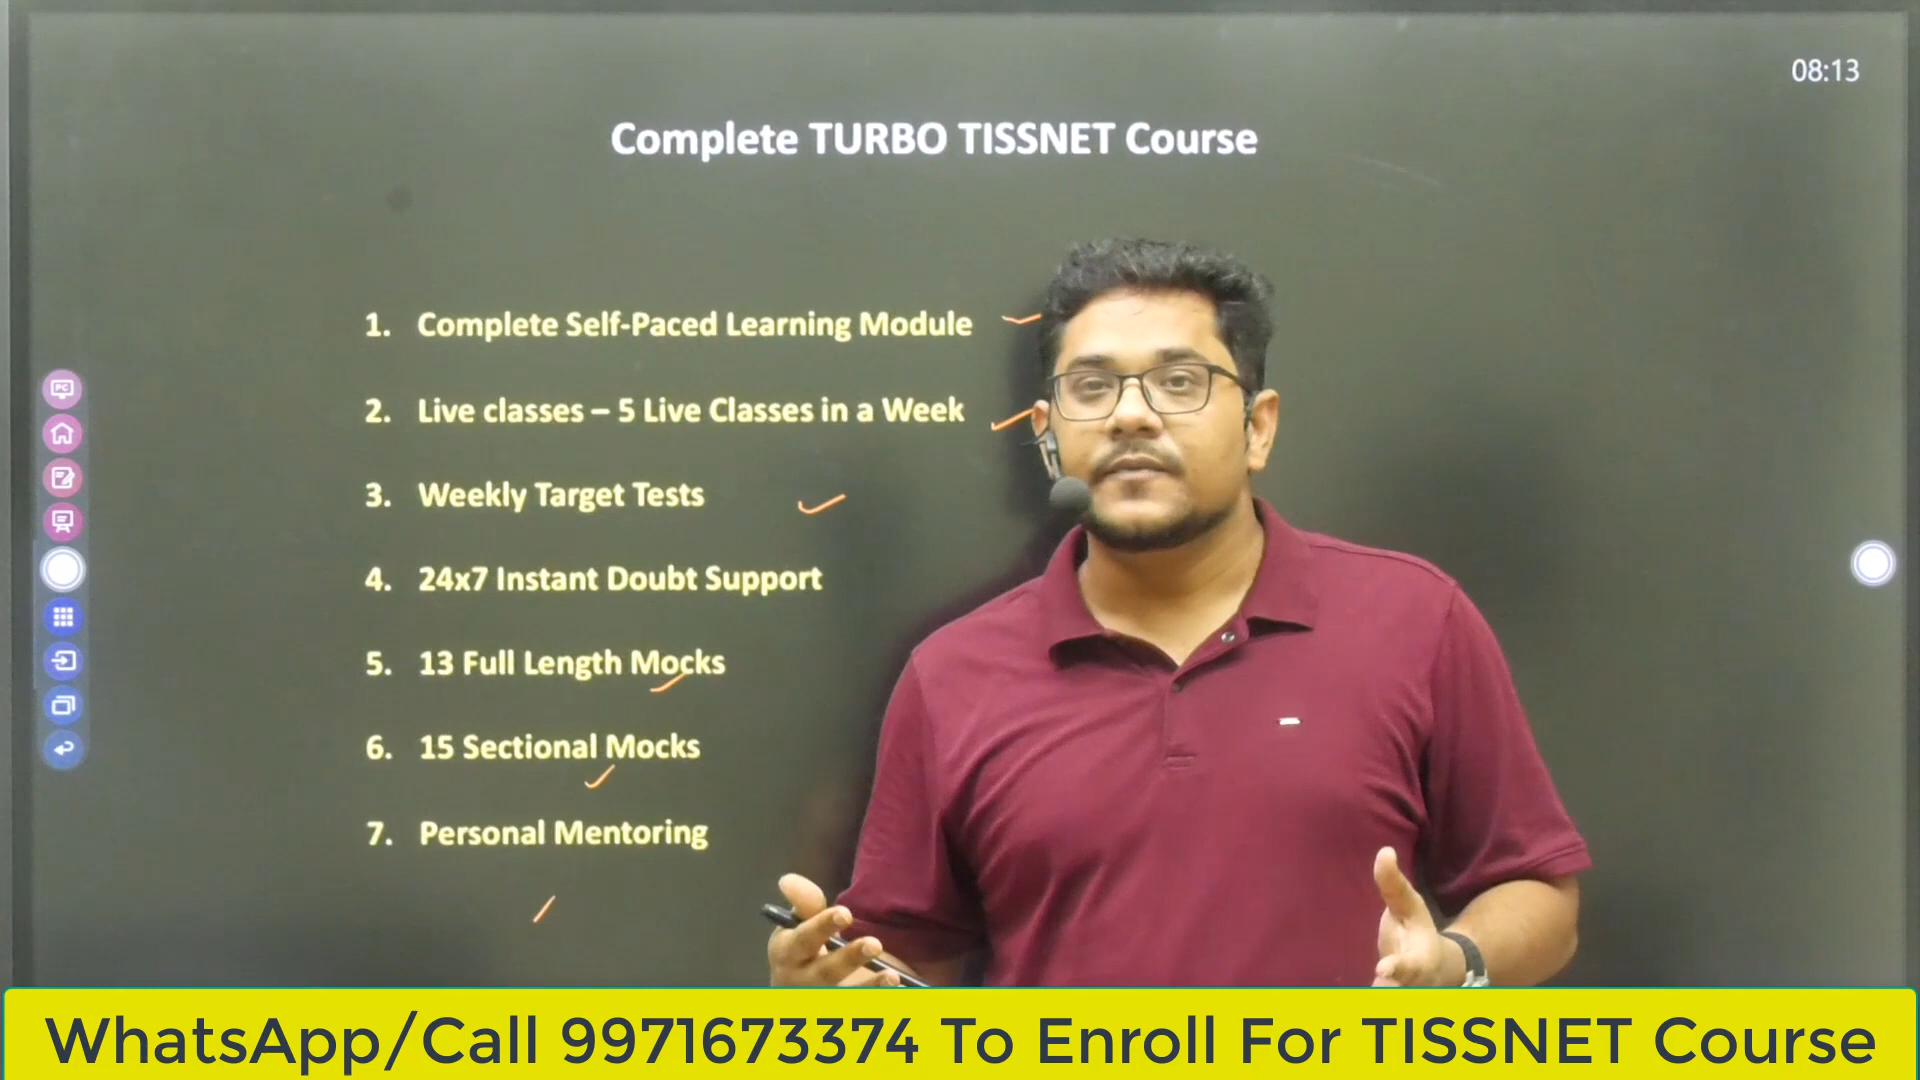 08:13
Complete TURBO TISSNET Course
1. Complete Self-Paced Learning Module
2. Live classes – 5 Live Classes in a Week
3. Weekly Target Tests
4. 24x7 Instant Doubt Support
5. 13 Full Length Mocks
6. 15 Sectional Mocks
7. Personal Mentoring
PC
WhatsApp/Call 9971673374 To Enroll For TISSNET Course